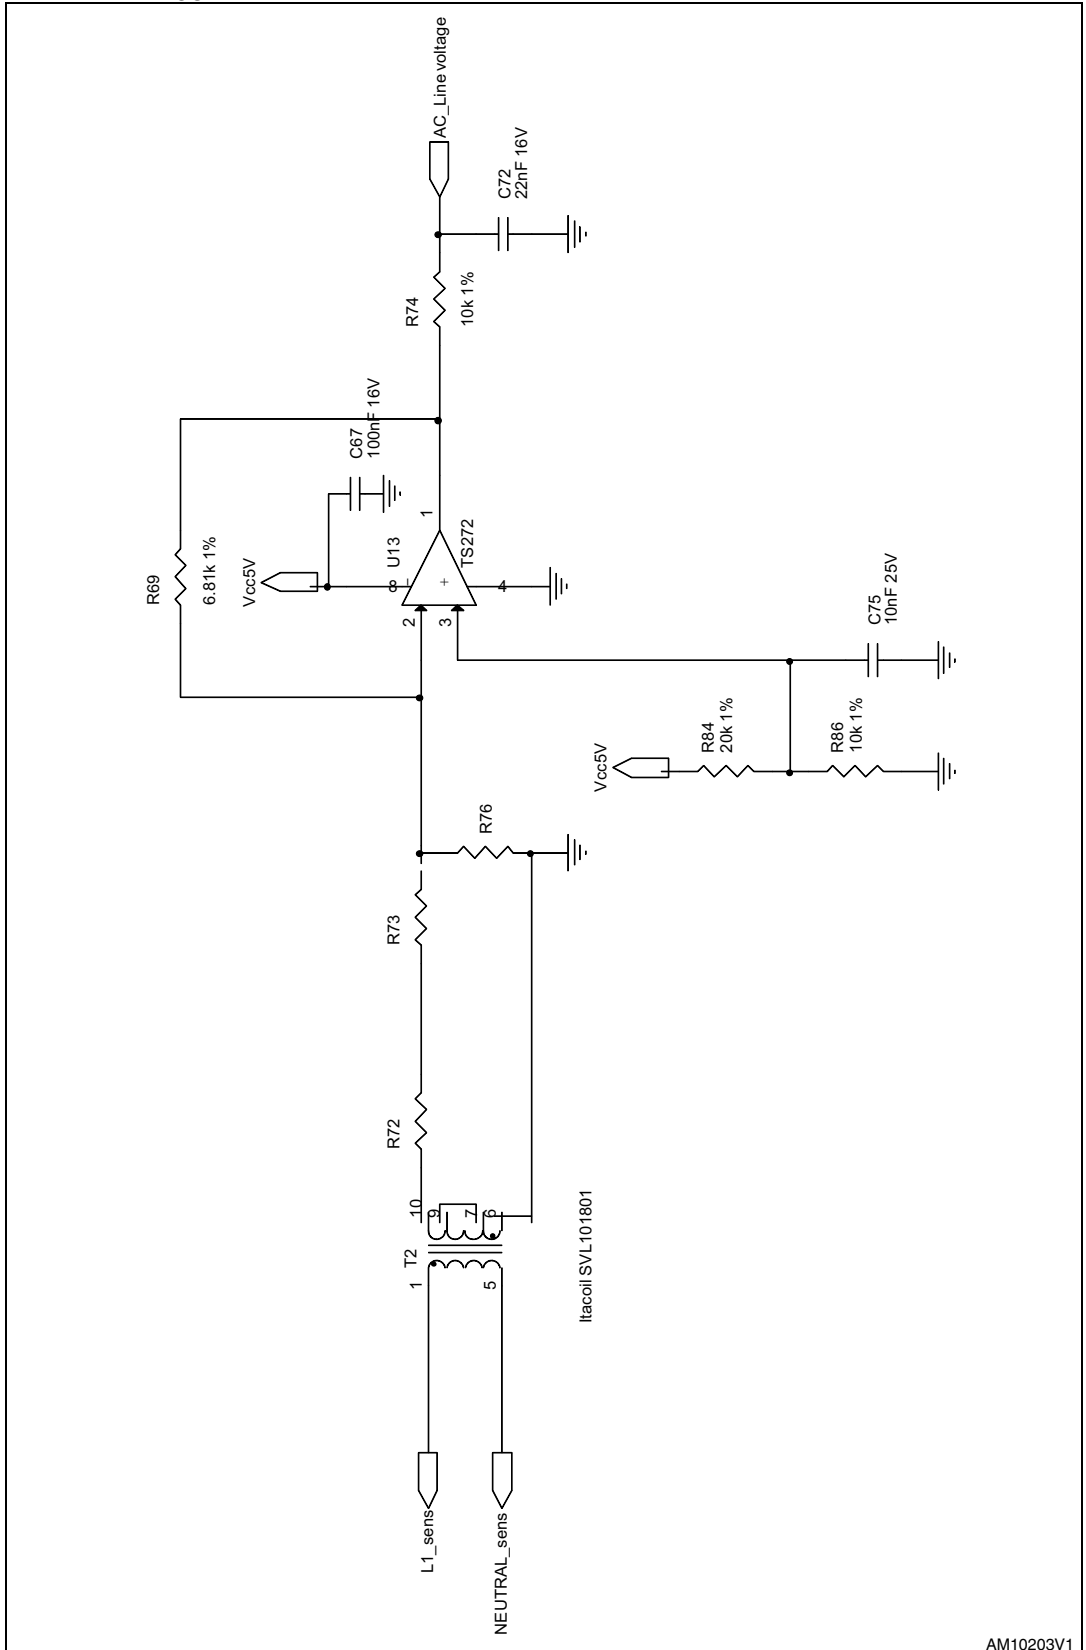 AC_Line voltage
C72
22nF 16V
R74
10k 1%
C67
100nF 16V
R69
6.81k 1%
Vcc5V
U13
TS272
8
-
+
1
2
3
4
C75
10nF 25V
Vcc5V
R84
20k 1%
R86
10k 1%
R76
R73
R72
10
9
7
6
T2
1
5
Itacoil SVL101801
L1_sens
NEUTRAL_sens
AM10203V1